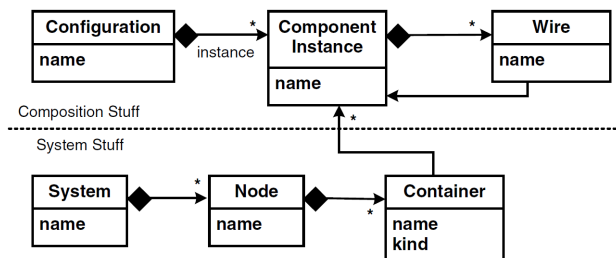 Configuration
name
*
instance
Component
Instance
name
*
Wire
name
Composition Stuff
*
System Stuff
System
name
*
Node
name
*
Container
name
kind